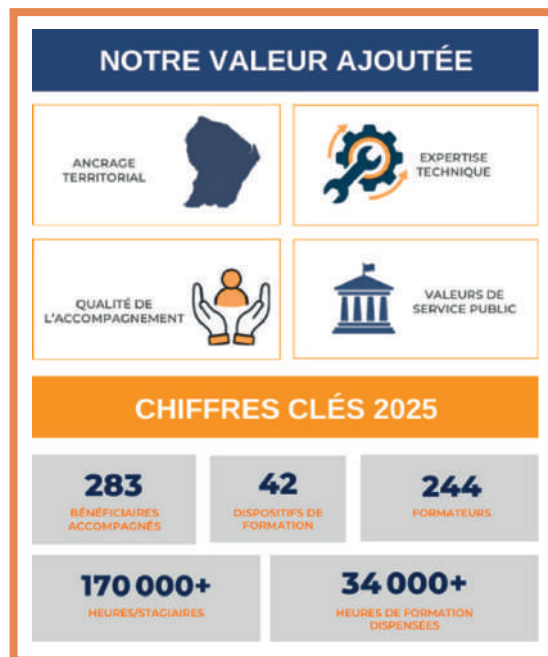 NOTRE VALEUR AJOUTÉE
ANCRAGE
TERRITORIAL
EXPERTISE
TECHNIQUE
QUALITÉ DE
L'ACCOMPAGNEMENT
VALEURS DE
SERVICE PUBLIC
CHIFFRES CLÉS 2025
283
BÉNÉFICIAIRES
ACCOMPAGNÉS
42
DISPOSITIFS DE
FORMATION
244
FORMATEURS
170 000+
HEURES/STAGIAIRES
34 000+
HEURES DE FORMATION
DISPENSÉES